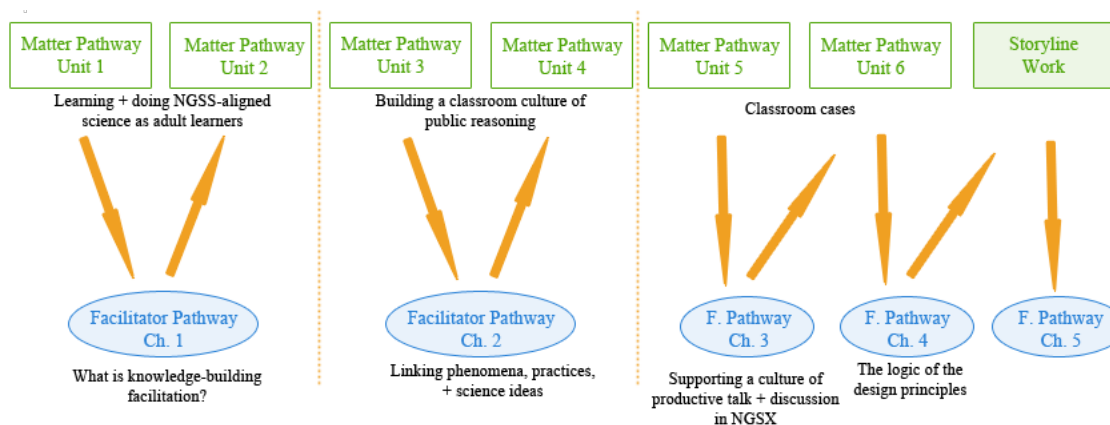 Matter Pathway
Unit 1
Matter Pathway
Unit 2
Learning + doing NGSS-aligned
science as adult learners
Facilitator Pathway
Ch. 1
What is knowledge-building
facilitation?
Matter Pathway
Unit 3
Matter Pathway
Unit 4
Building a classroom culture of
public reasoning
Facilitator Pathway
Ch. 2
Linking phenomena, practices,
+ science ideas
Matter Pathway
Unit 5
Matter Pathway
Unit 6
Storyline
Work
Classroom cases
F. Pathway
Ch. 3
F. Pathway
Ch. 4
F. Pathway
Ch. 5
Supporting a culture of
productive talk + discussion
in NGSX
The logic of the
design principles